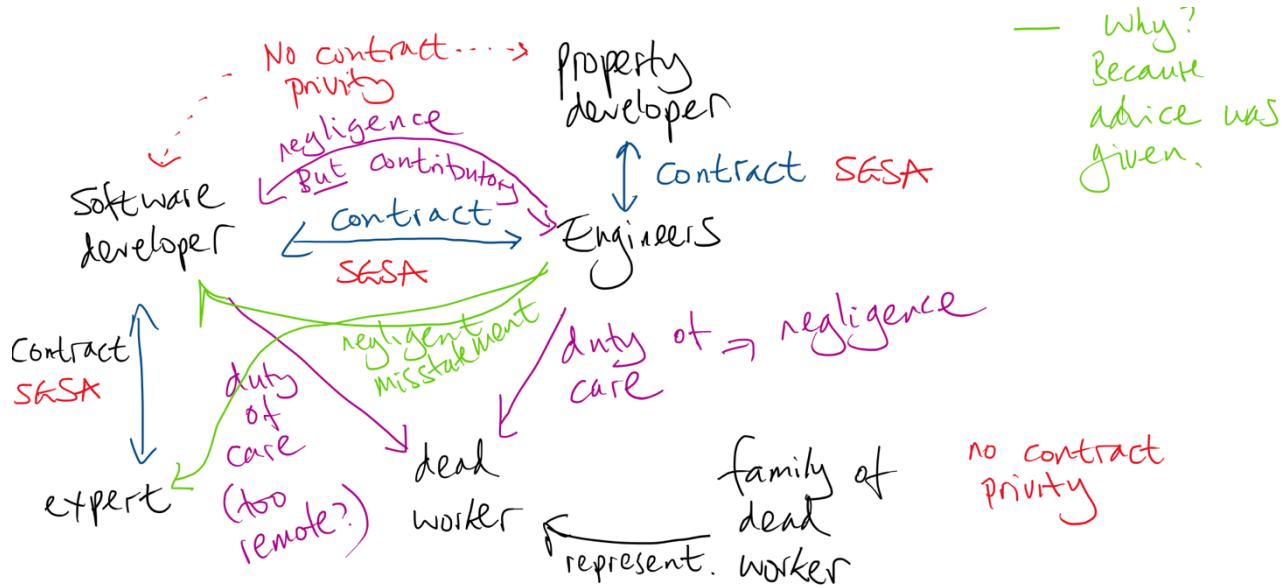 No contract
privity
Property
developer
— Why?
Because
advice was
given.
negligence
But contributory
contract SGSA
Software
developer
contract
SGSA
Engineers
contract
SGSA
negligent
misstatement
duty of → negligence
care
duty
of
care
(too
remote?)
expert
dead
worker
represent.
family of
dead
worker
no contract
privity